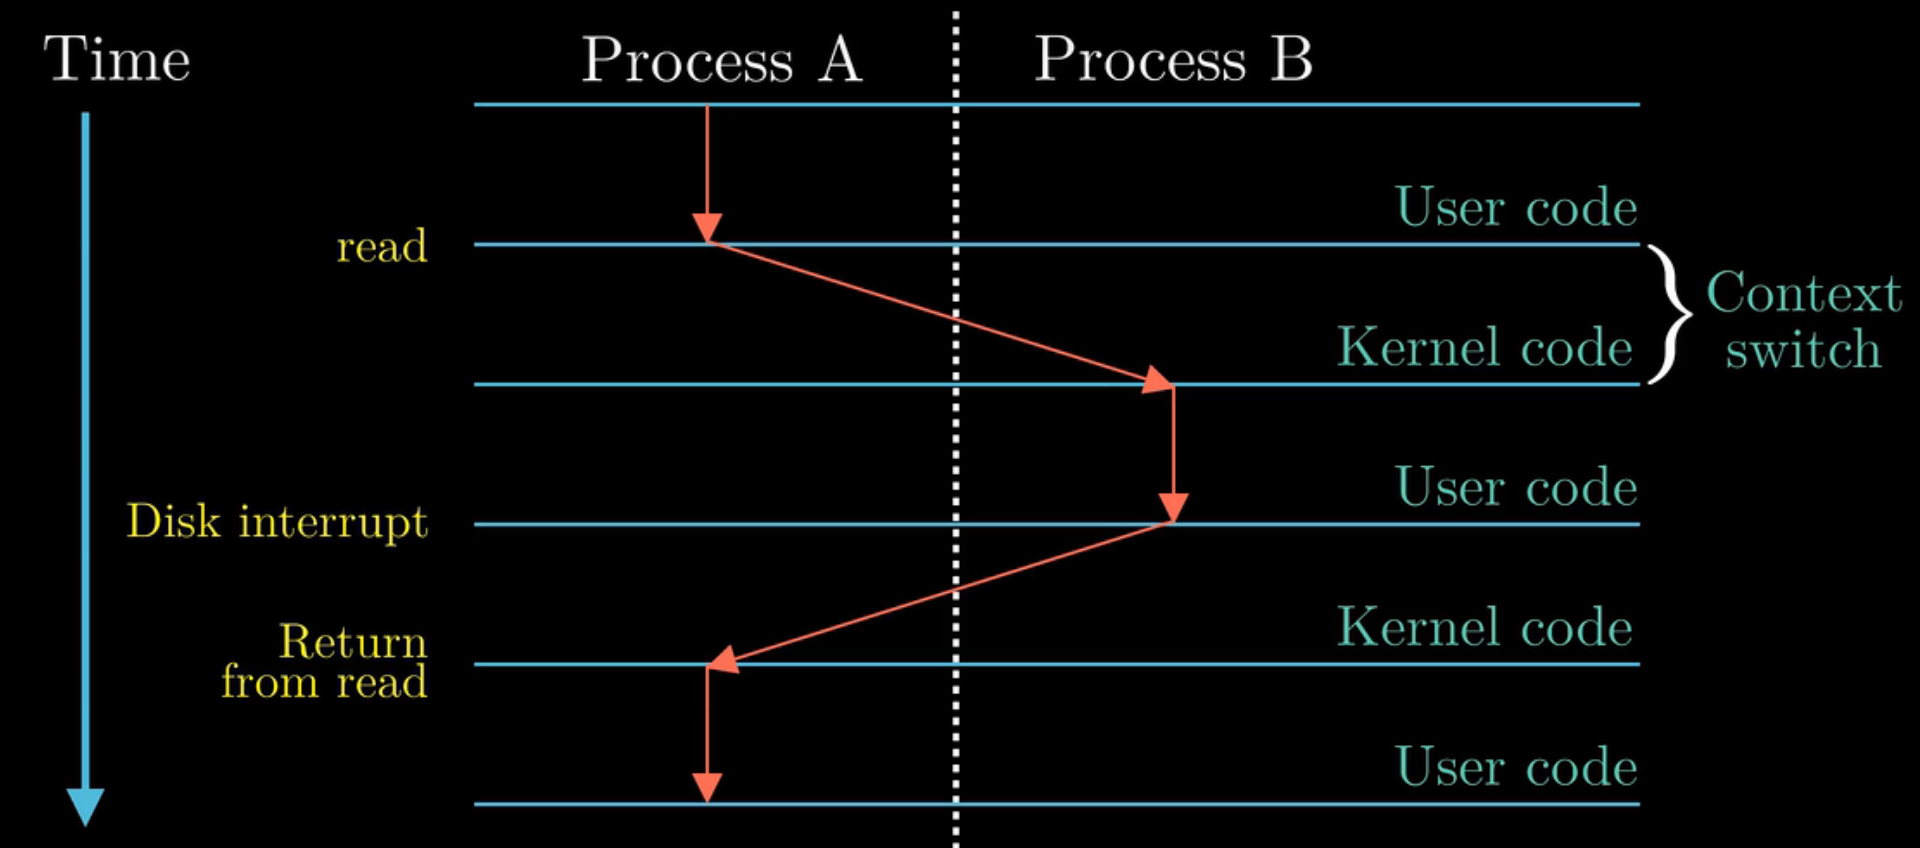 Time
Process A
Process B
User code
read
Context
switch
Kernel code
User code
Disk interrupt
Kernel code
Return
from read
User code